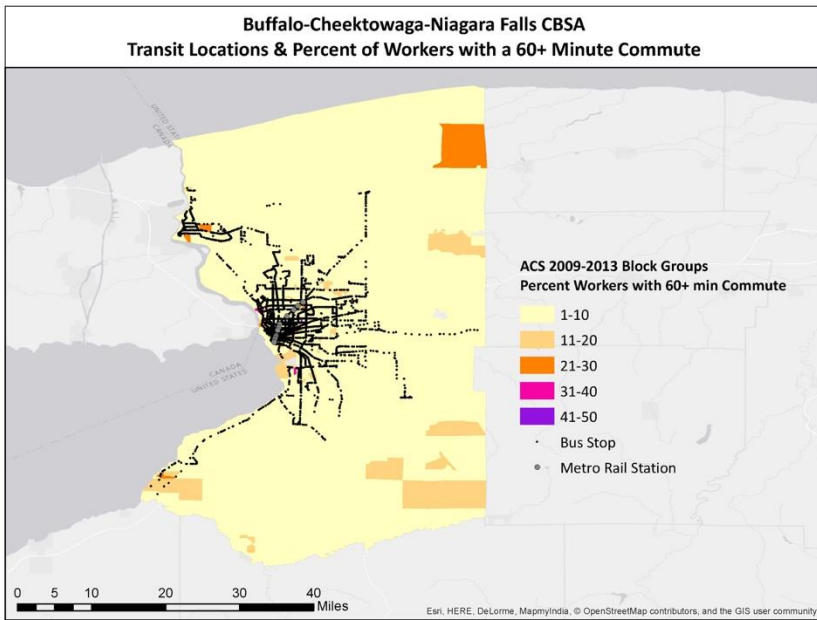 Buffalo-Cheektowaga-Niagara Falls CBSA
Transit Locations & Percent of Workers with a 60+ Minute Commute
UNITED STATES
CANADA
CANADA
UNITED STATES
ACS 2009-2013 Block Groups
Percent Workers with 60+ min Commute
1-10
11-20
21-30
31-40
41-50
Bus Stop
Metro Rail Station
0 5 10 20 30 40
Miles
Esri, HERE, DeLorme, MapmyIndia, © OpenStreetMap contributors, and the GIS user community